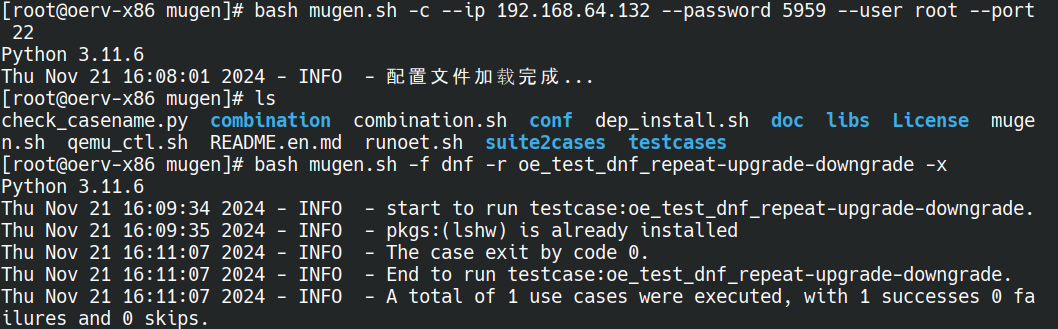 [root@oerv-x86 mugen]# bash mugen.sh -c --ip 192.168.64.132 --password 5959 --user root --port
 22
Python 3.11.6
Thu Nov 21 16:08:01 2024 - INFO  - 配置文件加载完成...
[root@oerv-x86 mugen]# ls
check_casename.py  combination  combination.sh  conf  dep_install.sh  doc  libs  License  muge
n.sh  qemu_ctl.sh  README.en.md  runoet.sh  suite2cases  testcases
[root@oerv-x86 mugen]# bash mugen.sh -f dnf -r oe_test_dnf_repeat-upgrade-downgrade -x
Python 3.11.6
Thu Nov 21 16:09:34 2024 - INFO  - start to run testcase:oe_test_dnf_repeat-upgrade-downgrade.
Thu Nov 21 16:09:35 2024 - INFO  - pkgs:(lshw) is already installed
Thu Nov 21 16:11:07 2024 - INFO  - The case exit by code 0.
Thu Nov 21 16:11:07 2024 - INFO  - End to run testcase:oe_test_dnf_repeat-upgrade-downgrade.
Thu Nov 21 16:11:07 2024 - INFO  - A total of 1 use cases were executed, with 1 successes 0 fa
ilures and 0 skips.